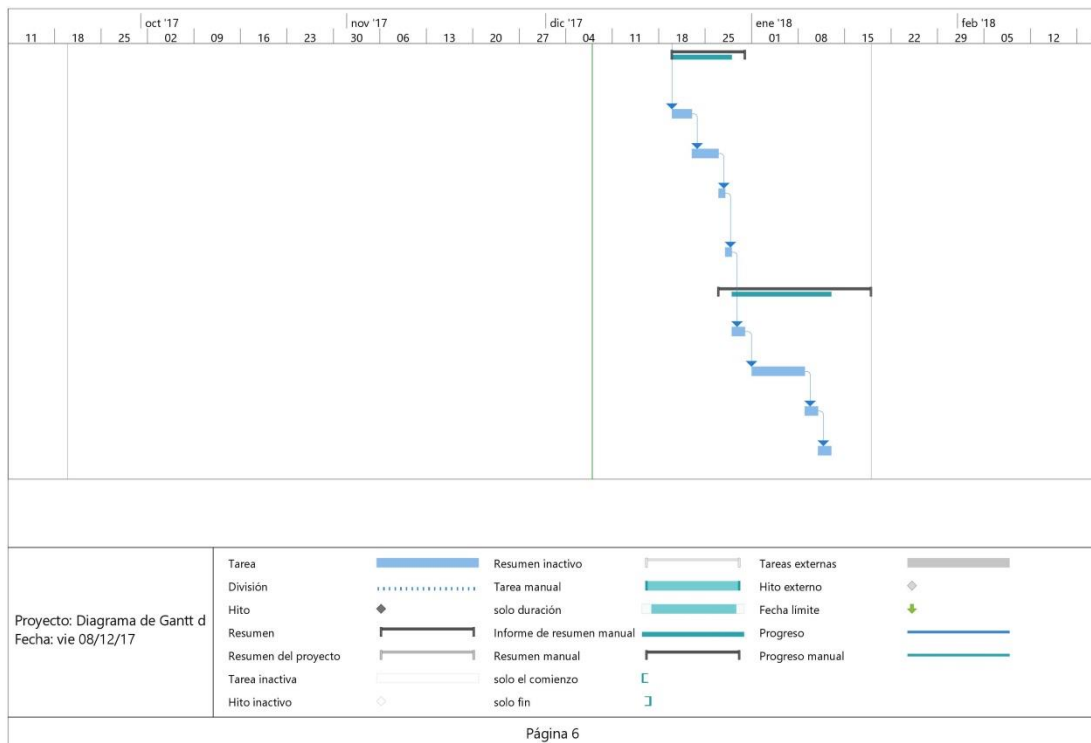 oct '17 nov '17 dic '17 ene '18 feb '18
11 18 25 02 09 16 23 30 06 13 20 27 04 11 18 25 01 08 15 22 29 05 12
Proyecto: Diagrama de Gantt d
Fecha: vie 08/12/17
Tarea
División
Hito
Resumen
Resumen del proyecto
Tarea inactiva
Hito inactivo
Resumen inactivo
Tarea manual
solo duración
Informe de resumen manual
Resumen manual
solo el comienzo
solo fin
Tareas externas
Hito externo
Fecha límite
Progreso
Progreso manual
Página 6